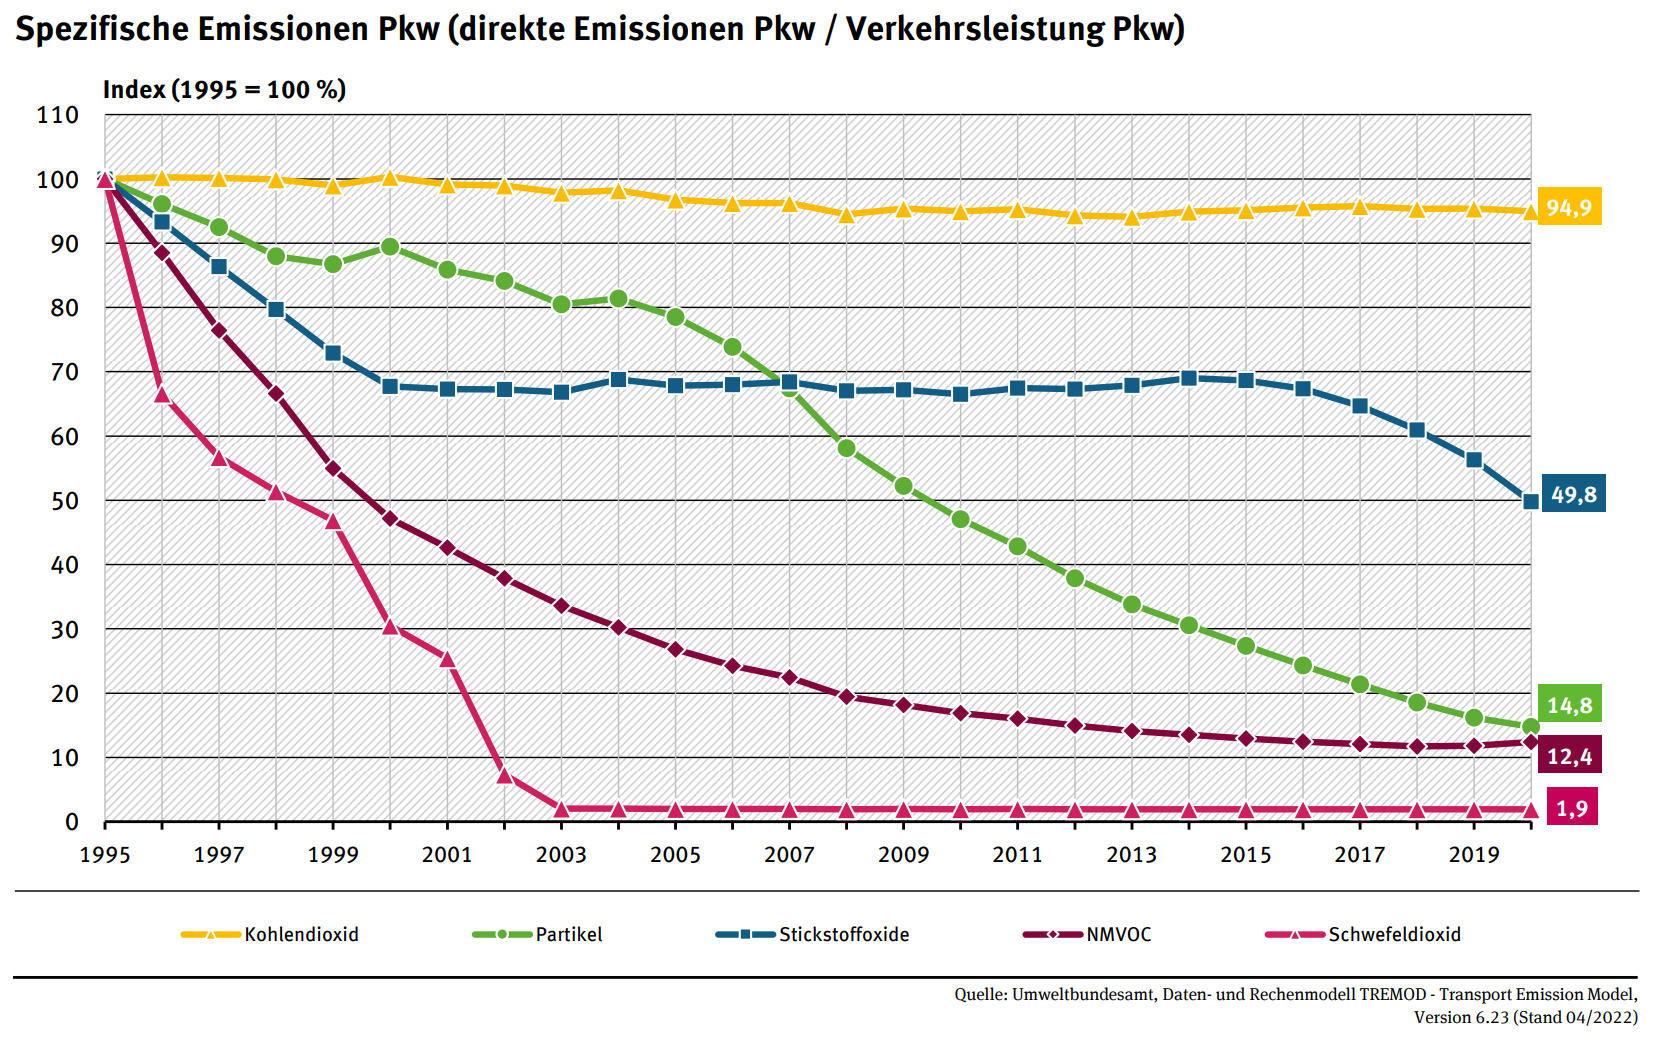 Spezifische Emissionen Pkw (direkte Emissionen Pkw / Verkehrsleistung Pkw)
Index (1995 = 100 %)
110
100
90
80
70
60
50
40
30
20
10
0
94,9
49,8
14,8
12,4
1,9
1995 1997 1999 2001 2003 2005 2007 2009 2011 2013 2015 2017 2019
Kohlendioxid Partikel Stickstoffoxide NMVOC Schwefeldioxid
Quelle: Umweltbundesamt, Daten- und Rechenmodell TREMOD - Transport Emission Model,
Version 6.23 (Stand 04/2022)